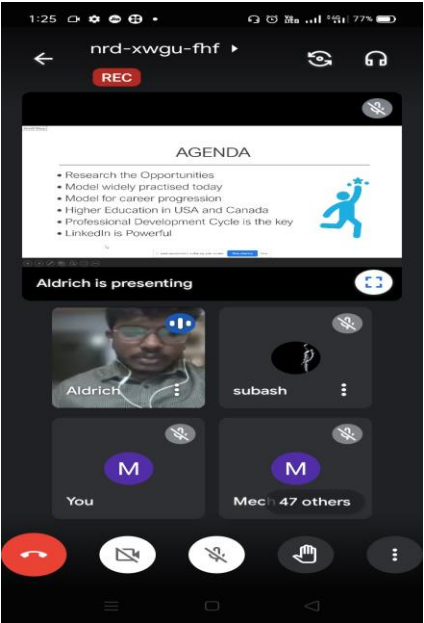 1:25
77%
nrd-xwgu-fhf
REC
AGENDA
• Research the Opportunities
• Model widely practised today
• Model for career progression
• Higher Education in USA and Canada
• Professional Development Cycle is the key
• LinkedIn is Powerful
Aldrich is presenting
Aldrich
subash
M
M
You
Mech 47 others